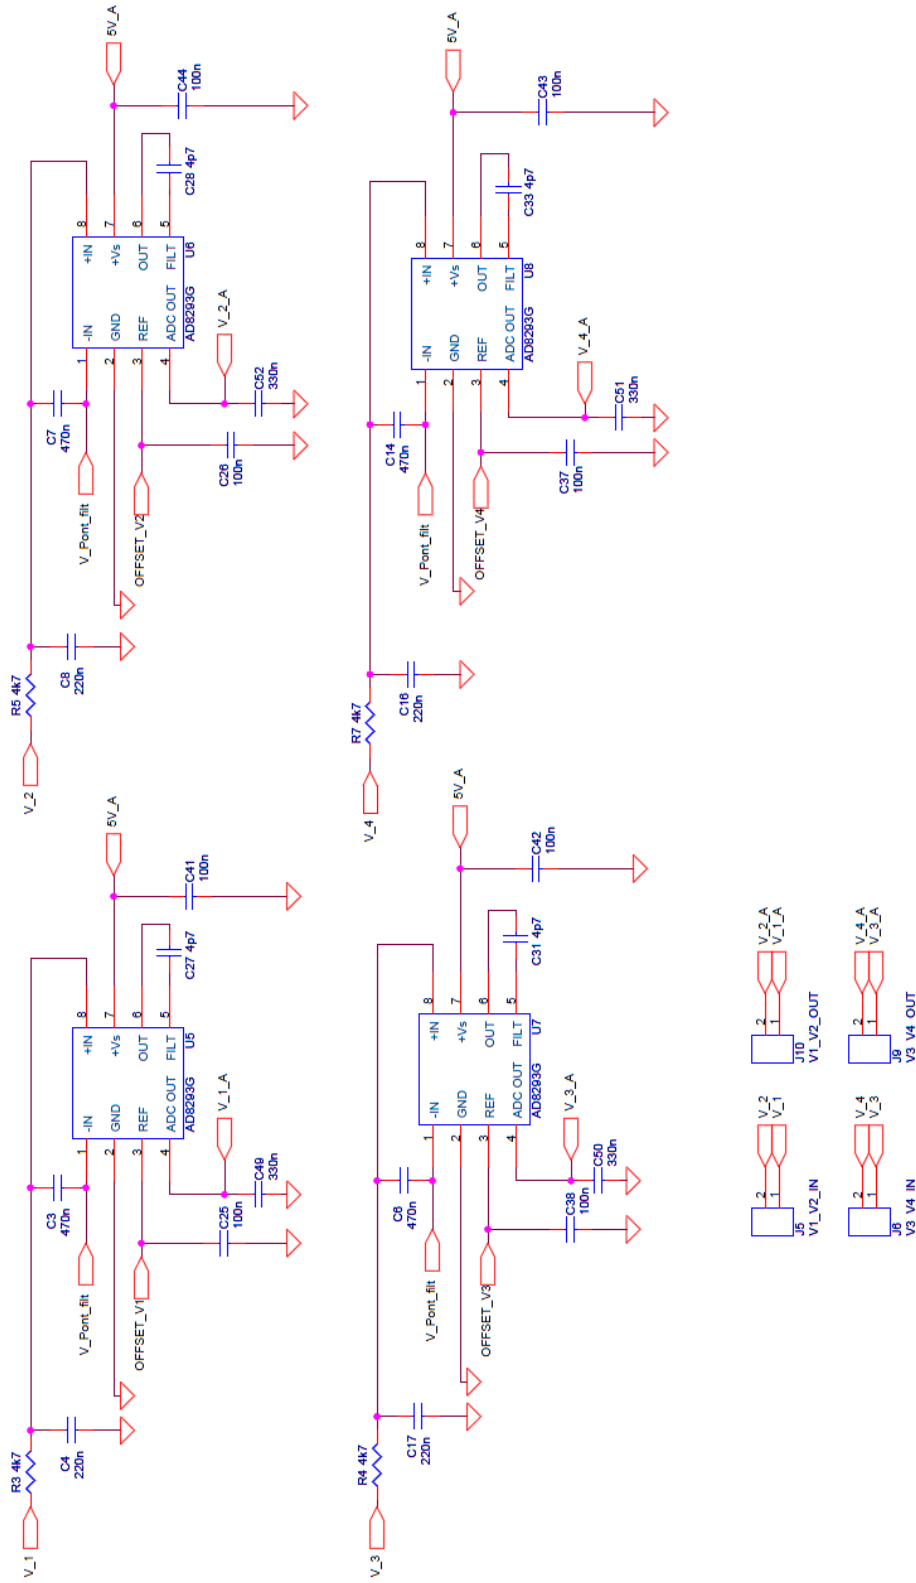 V_1
R3 4k7
C4
220n
C3
470n
V_Pont_filt
OFFSET_V1
C25
100n
C49
330n
V_1_A
1
2
3
4
-IN
GND
REF
ADC OUT
+IN
+Vs
OUT
FILT
8
7
6
5
U5
AD8293G
C27 4p7
C41
100n
5V_A
V_2
R5 4k7
C8
220n
C7
470n
V_Pont_filt
OFFSET_V2
C26
100n
C52
330n
V_2_A
1
2
3
4
-IN
GND
REF
ADC OUT
+IN
+Vs
OUT
FILT
8
7
6
5
U6
AD8293G
C28 4p7
C44
100n
5V_A
V_3
R4 4k7
C17
220n
C6
470n
V_Pont_filt
OFFSET_V3
C38
100n
C50
330n
V_3_A
1
2
3
4
-IN
GND
REF
ADC OUT
+IN
+Vs
OUT
FILT
8
7
6
5
U7
AD8293G
C31 4p7
C42
100n
5V_A
V_4
R7 4k7
C16
220n
C14
470n
V_Pont_filt
OFFSET_V4
C37
100n
C51
330n
V_4_A
1
2
3
4
-IN
GND
REF
ADC OUT
+IN
+Vs
OUT
FILT
8
7
6
5
U8
AD8293G
C33 4p7
C43
100n
5V_A
2
1
V_2
V_1
J5
V1_V2_IN
2
1
V_2_A
V_1_A
J10
V1_V2_OUT
2
1
V_4
V_3
J6
V3 V4 IN
2
1
V_4_A
V_3_A
J9
V3 V4 OUT